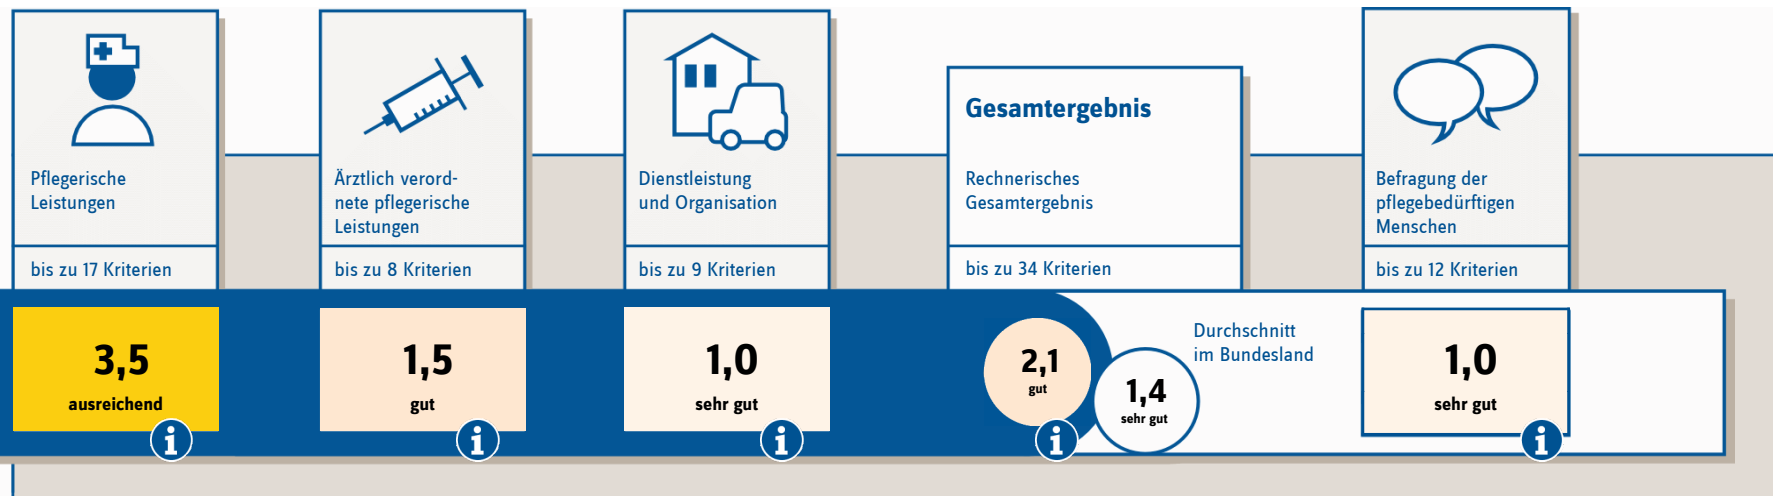 Pflegerische
Leistungen
bis zu 17 Kriterien
3,5
ausreichend
i
Ärztlich verord-
nete pflegerische
Leistungen
bis zu 8 Kriterien
1,5
gut
i
Dienstleistung
und Organisation
bis zu 9 Kriterien
1,0
sehr gut
i
Gesamtergebnis
Rechnerisches
Gesamtergebnis
bis zu 34 Kriterien
2,1
gut
i
1,4
sehr gut
Durchschnitt
im Bundesland
Befragung der
pflegebedürftigen
Menschen
bis zu 12 Kriterien
1,0
sehr gut
i